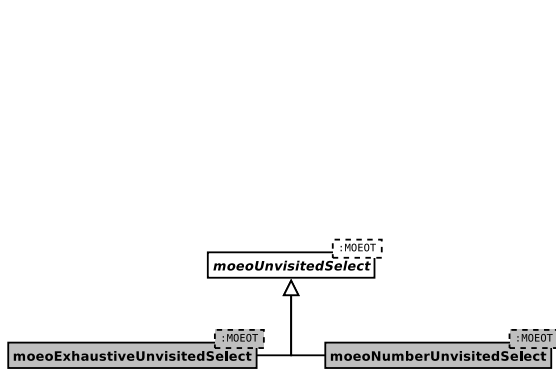 :MOEOT
moeoUnvisitedSelect
:MOEOT
:MOEOT
moeoExhaustiveUnvisitedSelect
moeoNumberUnvisitedSelect